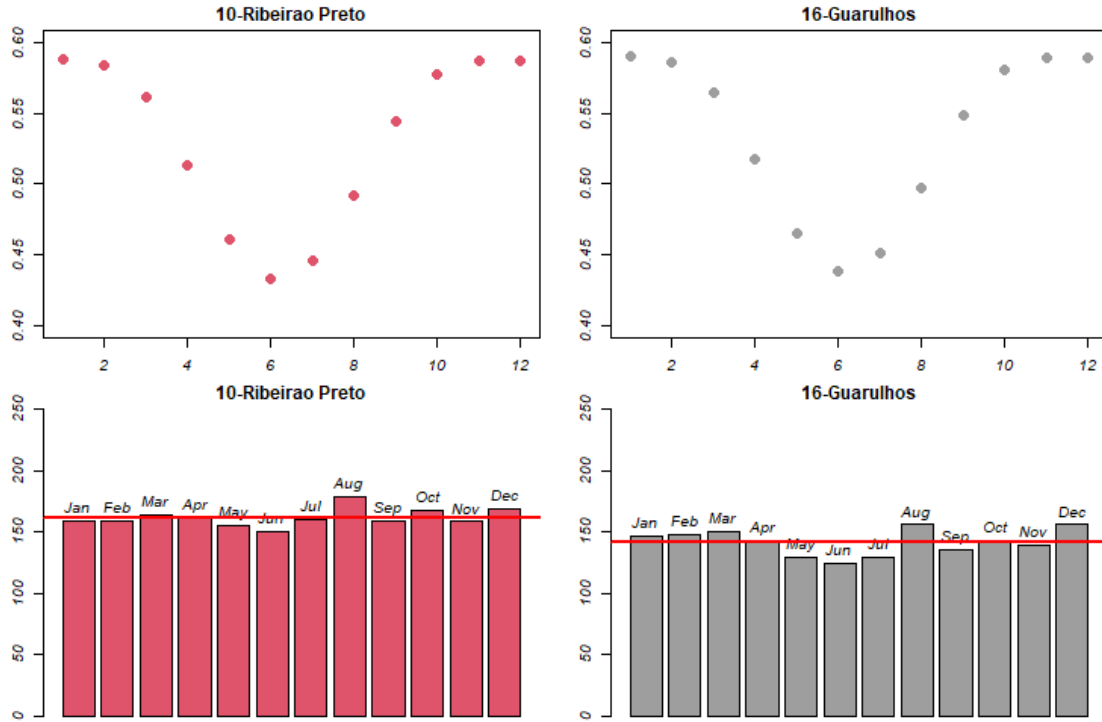 10-Ribeirao Preto
0.60
0.55
0.50
0.45
0.40
2 4 6 8 10 12
16-Guarulhos
0.60
0.55
0.50
0.45
0.40
2 4 6 8 10 12
10-Ribeirao Preto
250
200
150
100
50
0
Jan Feb Mar Apr May Jun Jul Aug Sep Oct Nov Dec
16-Guarulhos
250
200
150
100
50
0
Jan Feb Mar Apr May Jun Jul Aug Sep Oct Nov Dec